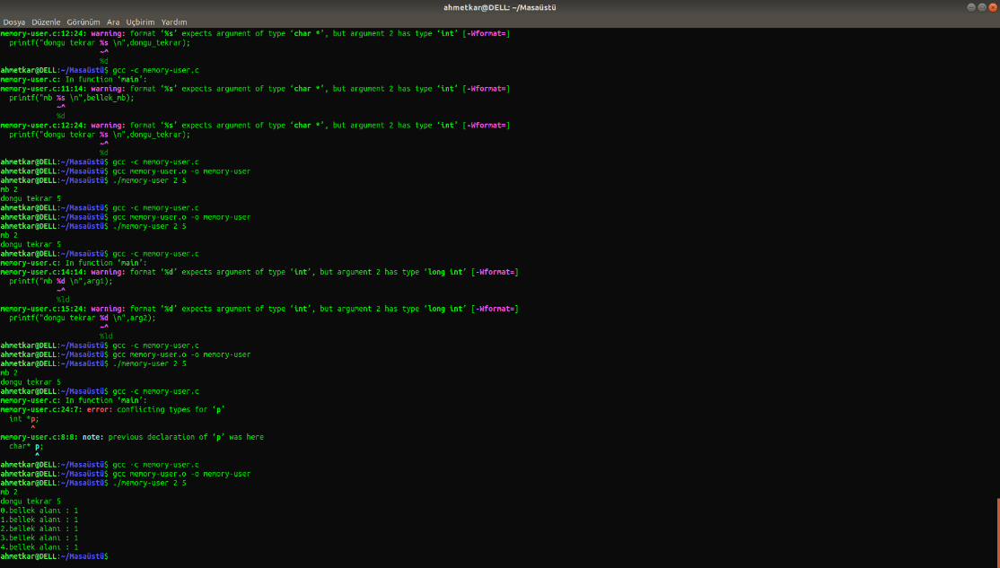 ahmetkar@DELL: ~/Masaüstü
Dosya Düzenle Görünüm Ara Uçbirim Yardım
memory-user.c:12:24: warning: format ‘%s’ expects argument of type ‘char *’, but argument 2 has type ‘int’ [-Wformat=]
printf("dongu tekrar %s \n",dongu_tekrar);
~^
%d
ahmetkar@DELL:~/Masaüstü$ gcc -c memory-user.c
memory-user.c: In function ‘main’:
memory-user.c:11:14: warning: format ‘%s’ expects argument of type ‘char *’, but argument 2 has type ‘int’ [-Wformat=]
printf("mb %s \n",bellek_mb);
~^
%d
memory-user.c:12:24: warning: format ‘%s’ expects argument of type ‘char *’, but argument 2 has type ‘int’ [-Wformat=]
printf("dongu tekrar %s \n",dongu_tekrar);
~^
%d
ahmetkar@DELL:~/Masaüstü$ gcc -c memory-user.c
ahmetkar@DELL:~/Masaüstü$ gcc memory-user.o -o memory-user
ahmetkar@DELL:~/Masaüstü$ ./memory-user 2 5
mb 2
dongu tekrar 5
ahmetkar@DELL:~/Masaüstü$ gcc -c memory-user.c
ahmetkar@DELL:~/Masaüstü$ gcc memory-user.o -o memory-user
ahmetkar@DELL:~/Masaüstü$ ./memory-user 2 5
mb 2
dongu tekrar 5
ahmetkar@DELL:~/Masaüstü$ gcc -c memory-user.c
memory-user.c: In function ‘main’:
memory-user.c:14:14: warning: format ‘%d’ expects argument of type ‘int’, but argument 2 has type ‘long int’ [-Wformat=]
printf("mb %d \n",arg1);
~^
%ld
memory-user.c:15:24: warning: format ‘%d’ expects argument of type ‘int’, but argument 2 has type ‘long int’ [-Wformat=]
printf("dongu tekrar %d \n",arg2);
~^
%ld
ahmetkar@DELL:~/Masaüstü$ gcc -c memory-user.c
ahmetkar@DELL:~/Masaüstü$ gcc memory-user.o -o memory-user
ahmetkar@DELL:~/Masaüstü$ ./memory-user 2 5
mb 2
dongu tekrar 5
ahmetkar@DELL:~/Masaüstü$ gcc -c memory-user.c
memory-user.c: In function ‘main’:
memory-user.c:24:7: error: conflicting types for ‘p’
int *p;
^
memory-user.c:8:8: note: previous declaration of ‘p’ was here
char* p;
^
ahmetkar@DELL:~/Masaüstü$ gcc -c memory-user.c
ahmetkar@DELL:~/Masaüstü$ gcc memory-user.o -o memory-user
ahmetkar@DELL:~/Masaüstü$ ./memory-user 2 5
mb 2
dongu tekrar 5
0.bellek alanı : 1
1.bellek alanı : 1
2.bellek alanı : 1
3.bellek alanı : 1
4.bellek alanı : 1
ahmetkar@DELL:~/Masaüstü$